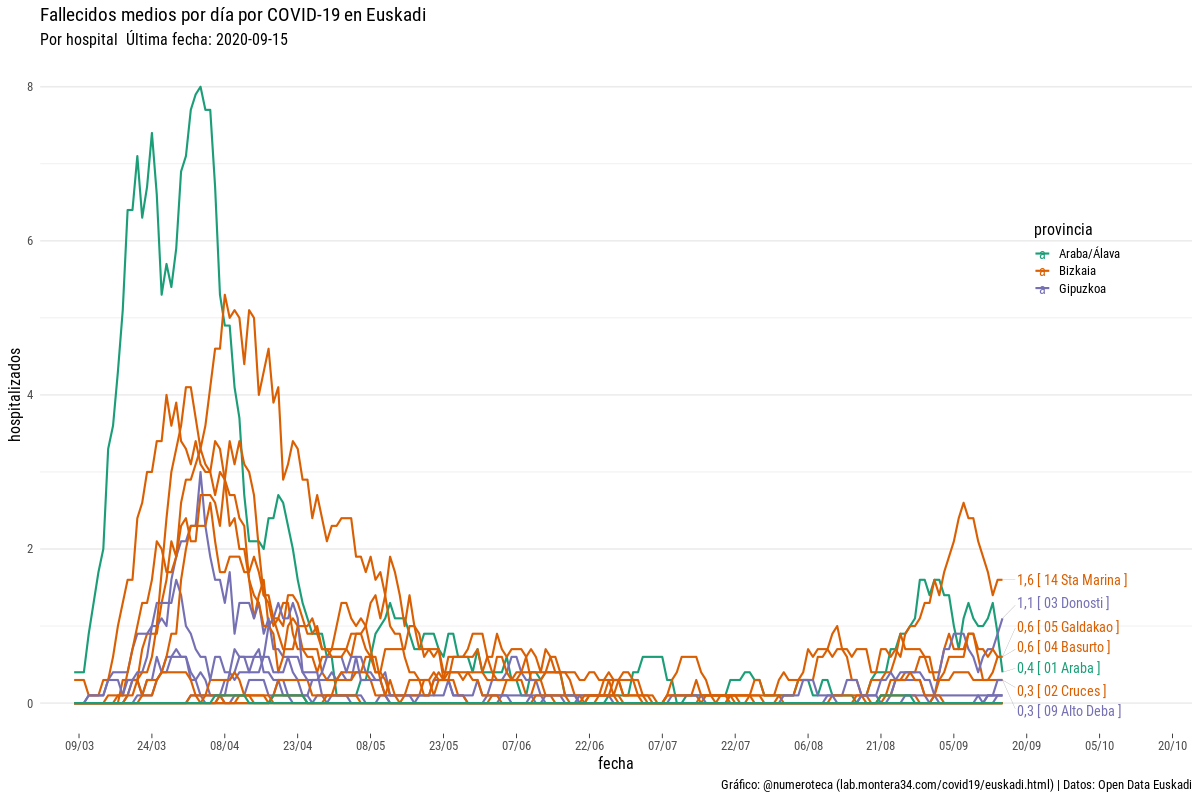 Fallecidos medios por día por COVID-19 en Euskadi
Por hospital  Última fecha: 2020-09-15
8
6
4
2
0
hospitalizados
provincia
a Araba/Álava
a Bizkaia
a Gipuzkoa
1,6 [ 14 Sta Marina ]
1,1 [ 03 Donosti ]
0,6 [ 05 Galdakao ]
0,6 [ 04 Basurto ]
0,4 [ 01 Araba ]
0,3 [ 02 Cruces ]
0,3 [ 09 Alto Deba ]
09/03 24/03 08/04 23/04 08/05 23/05 07/06 22/06 07/07 22/07 06/08 21/08 05/09 20/09 05/10 20/10
fecha
Gráfico: @numeroteca (lab.montera34.com/covid19/euskadi.html) | Datos: Open Data Euskadi